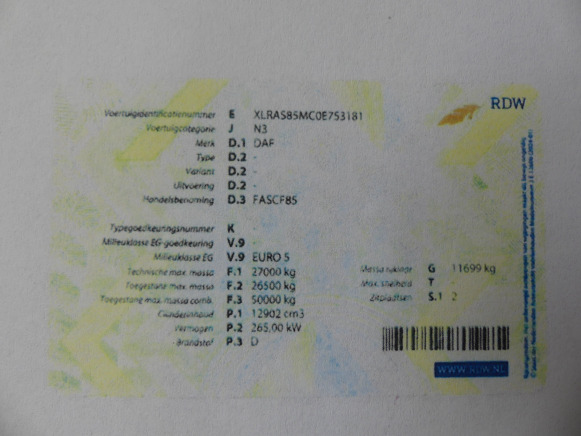 RDW
Voertuigidentificatienummer E XLRAS85MC0E753181
Voertuigcategorie J N3
Merk D.1 DAF
Type D.2 -
Variant D.2 -
Uitvoering D.2 -
Handelsbenaming D.3 FASCF85
Typegoedkeuringsnummer K
Milieuklasse EG-goedkeuring V.9 -
Milieuklasse EG V.9 EURO 5
Technische max. massa F.1 27000 kg Massa rijklaar G 11699 kg
Toegestane max. massa F.2 26500 kg Max. snelheid T -
Toegestane max. massa comb. F.3 50000 kg Zitplaatsen S.1 2
Cilinderinhoud P.1 12902 cm3
Vermogen P.2 265,00 kW
Brandstof P.3 D
WWW.RDW.NL